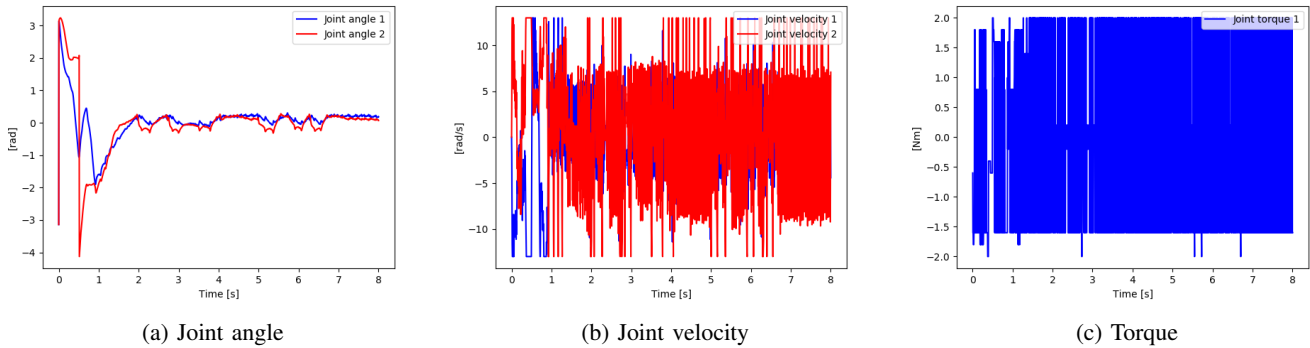 3
2
1
0
−1
−2
−3
−4
[rad]
0 1 2 3 4 5 6 7 8
Time [s]
Joint angle 1
Joint angle 2
(a) Joint angle
10
5
0
−5
−10
[rad/s]
0 1 2 3 4 5 6 7 8
Time [s]
Joint velocity 1
Joint velocity 2
(b) Joint velocity
2.0
1.5
1.0
0.5
0.0
−0.5
−1.0
−1.5
−2.0
[Nm]
0 1 2 3 4 5 6 7 8
Time [s]
Joint torque 1
(c) Torque